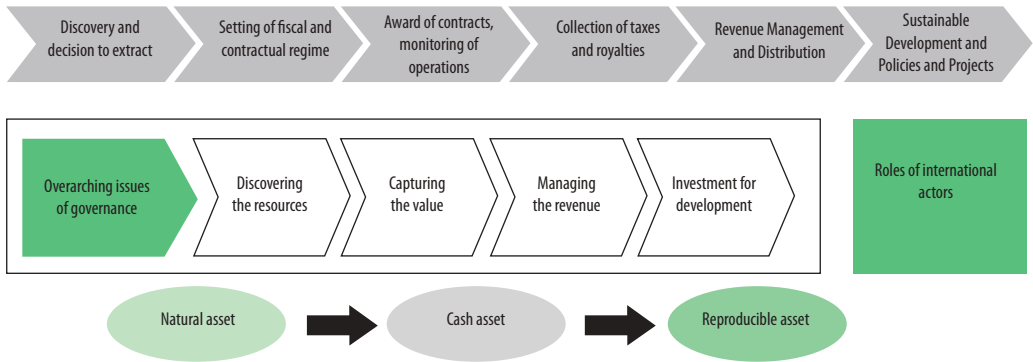 Discovery and
decision to extract
Setting of fiscal and
contractual regime
Award of contracts,
monitoring of
operations
Collection of taxes
and royalties
Revenue Management
and Distribution
Sustainable
Development and
Policies and Projects
Overarching issues
of governance
Discovering
the resources
Capturing
the value
Managing
the revenue
Investment for
development
Roles of international
actors
Natural asset
Cash asset
Reproducible asset